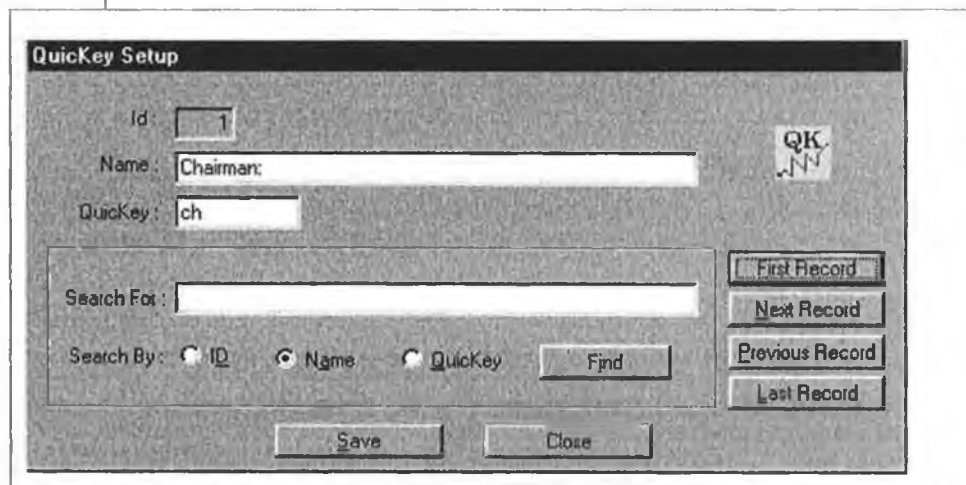 QuicKey Setup
Id : 1
QK
Name : Chairman:
QuicKey : ch
First Record
Search For :
Next Record
Search By : ID Name QuicKey Find
Previous Record
Last Record
Save Close